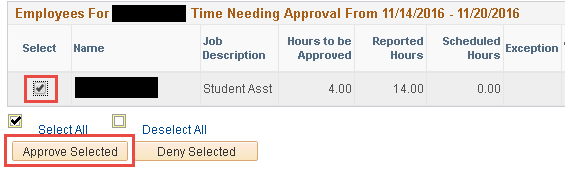 Employees For Time Needing Approval From 11/14/2016 - 11/20/2016
Select Name Job Description Hours to be Approved Reported Hours Scheduled Hours Exception
Student Asst 4.00 14.00 0.00
Select All Deselect All
Approve Selected Deny Selected